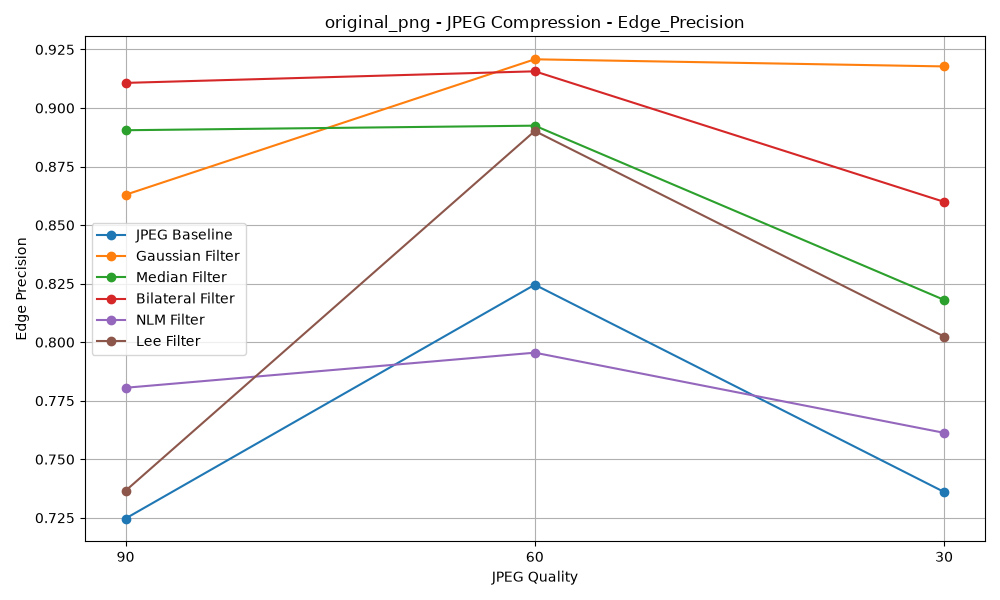 original_png - JPEG Compression - Edge_Precision
Edge Precision
0.925
0.900
0.875
0.850
0.825
0.800
0.775
0.750
0.725
JPEG Baseline
Gaussian Filter
Median Filter
Bilateral Filter
NLM Filter
Lee Filter
90
60
30
JPEG Quality